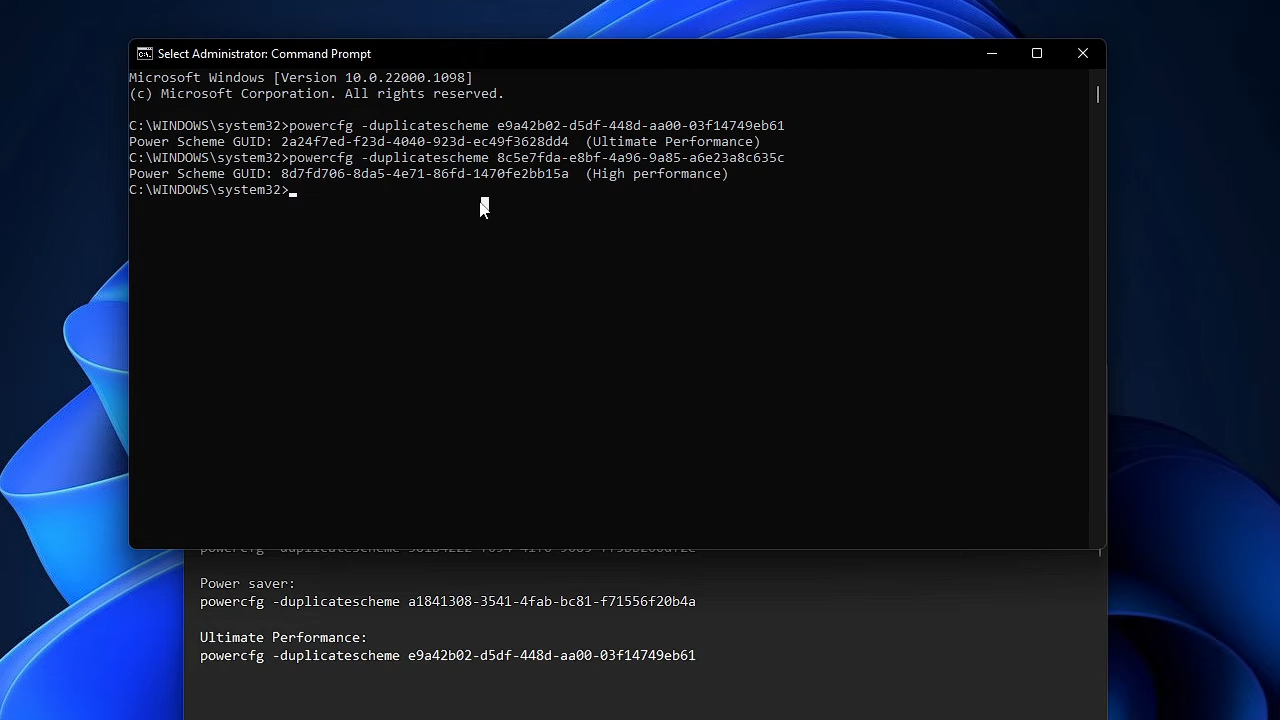 Select Administrator: Command Prompt
Microsoft Windows [Version 10.0.22000.1098]
(c) Microsoft Corporation. All rights reserved.
C:\WINDOWS\system32>powercfg -duplicatescheme e9a42b02-d5df-448d-aa00-03f14749eb61
Power Scheme GUID: 2a24f7ed-f23d-4040-923d-ec49f3628dd4  (Ultimate Performance)
C:\WINDOWS\system32>powercfg -duplicatescheme 8c5e7fda-e8bf-4a96-9a85-a6e23a8c635c
Power Scheme GUID: 8d7fd706-8da5-4e71-86fd-1470fe2bb15a  (High performance)
C:\WINDOWS\system32>
powercfg -duplicatescheme
Power saver:
powercfg -duplicatescheme a1841308-3541-4fab-bc81-f71556f20b4a
Ultimate Performance:
powercfg -duplicatescheme e9a42b02-d5df-448d-aa00-03f14749eb61